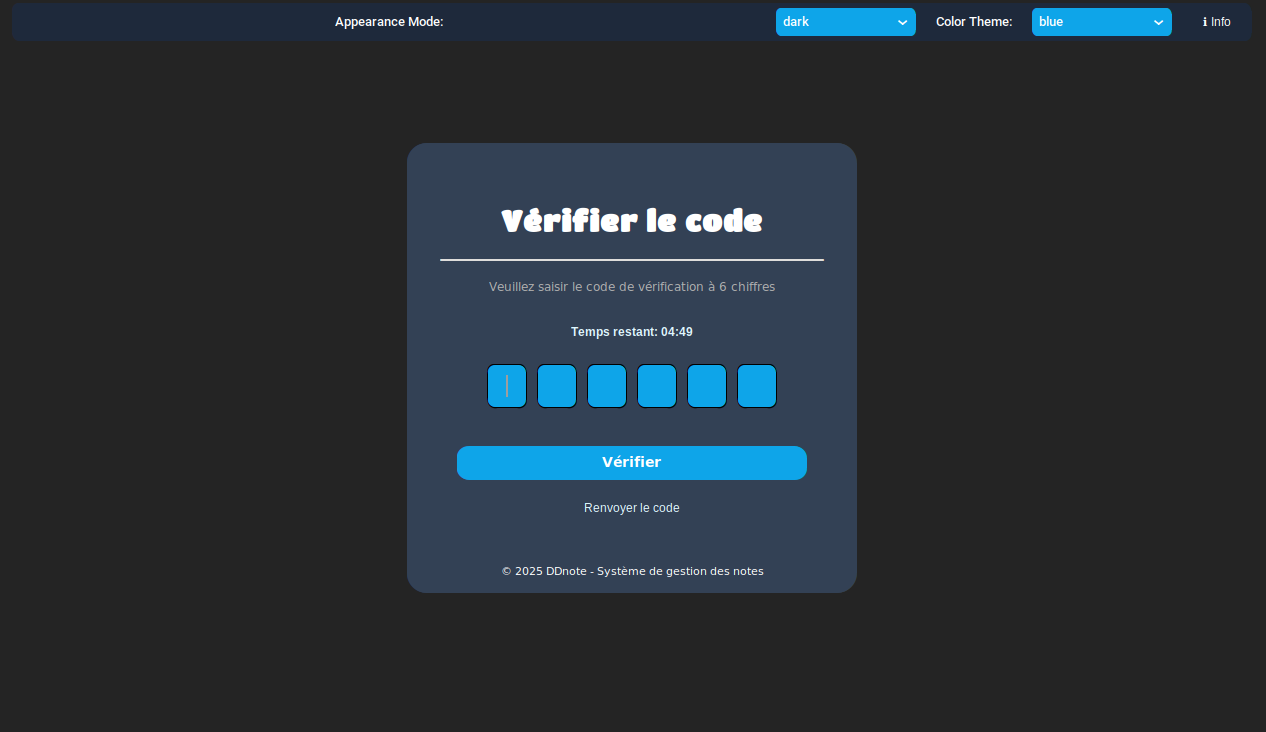 Appearance Mode: dark Color Theme: blue ℹ Info
Vérifier le code
Veuillez saisir le code de vérification à 6 chiffres
Temps restant: 04:49
Vérifier
Renvoyer le code
© 2025 DDnote - Système de gestion des notes